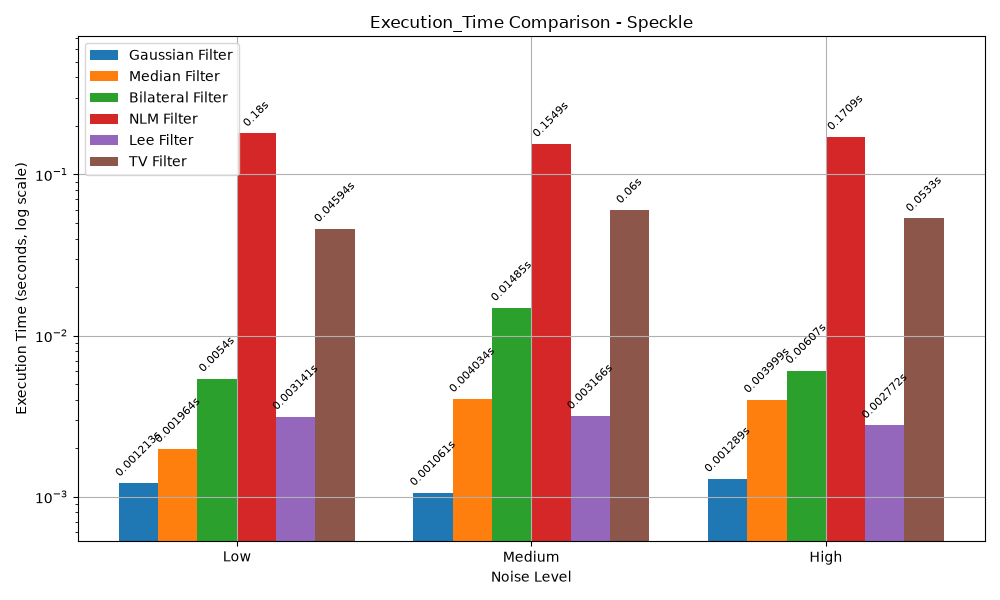 Execution_Time Comparison - Speckle
Execution Time (seconds, log scale)
Gaussian Filter
Median Filter
Bilateral Filter
NLM Filter
Lee Filter
TV Filter
10⁻¹
10⁻²
10⁻³
0.001213s
0.001964s
0.0054s
0.18s
0.003141s
0.04594s
0.001061s
0.004034s
0.01485s
0.1549s
0.003166s
0.06s
0.001289s
0.003999s
0.00607s
0.1709s
0.002772s
0.0533s
Low
Medium
High
Noise Level